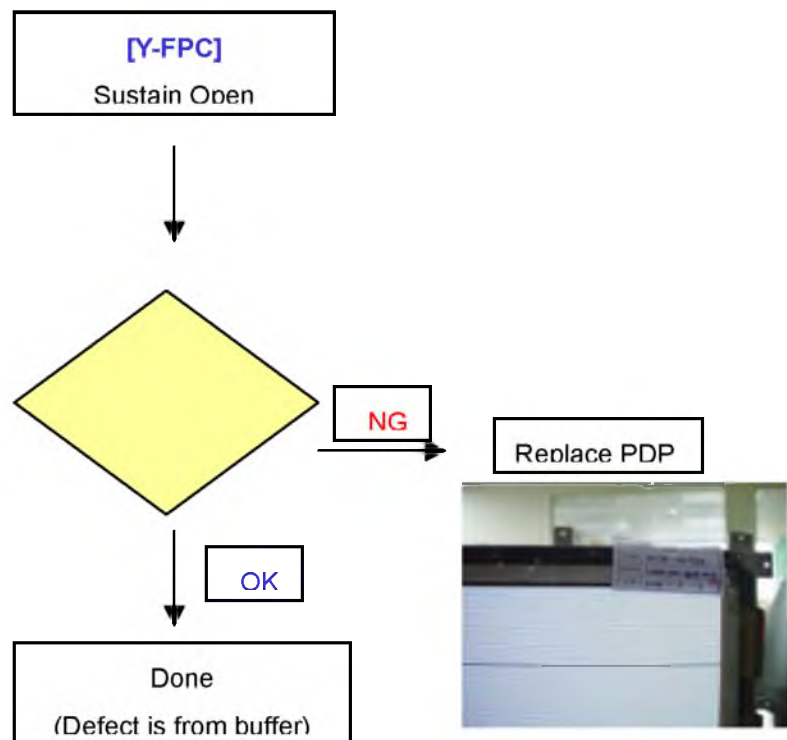 [Y-FPC]
Sustain Open
NG
Replace PDP
OK
Done
(Defect is from buffer)